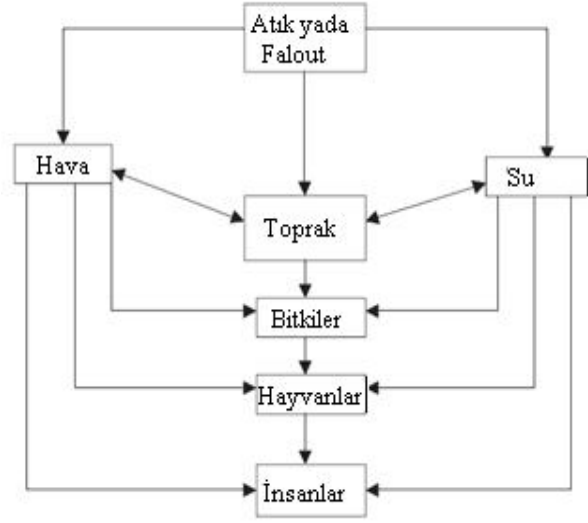 Atık yada
Falout
Hava
Su
Toprak
Bitkiler
Hayvanlar
İnsanlar